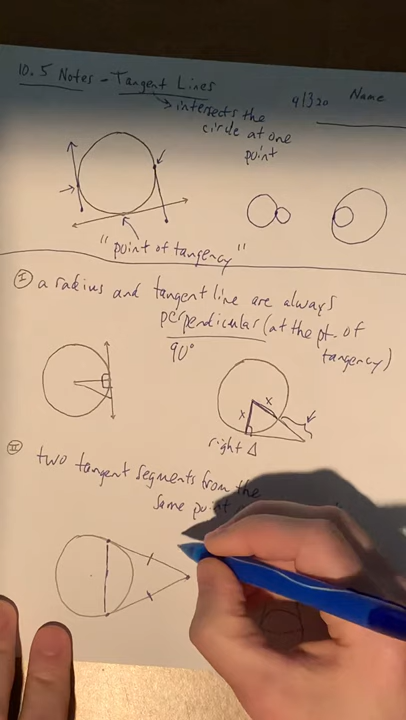 10.5 Notes - Tangent Lines
9/3 20 Name
→ intersects the
circle at one
point
"point of tangency"
I a radius and tangent line are always
perpendicular (at the pt. of
tangency)
90°
x
x
right △
II two tangent segments from the
same point